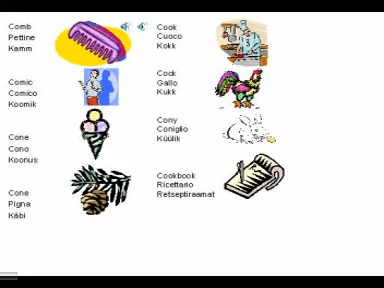 Comb
Pettine
Kamm
Comic
Comico
Koomik
Cone
Cono
Koonus
Cone
Pigna
Käbi
Cook
Cuoco
Kokk
Cock
Gallo
Kukk
Cony
Coniglio
Küülik
Cookbook
Ricettario
Retseptiraamat